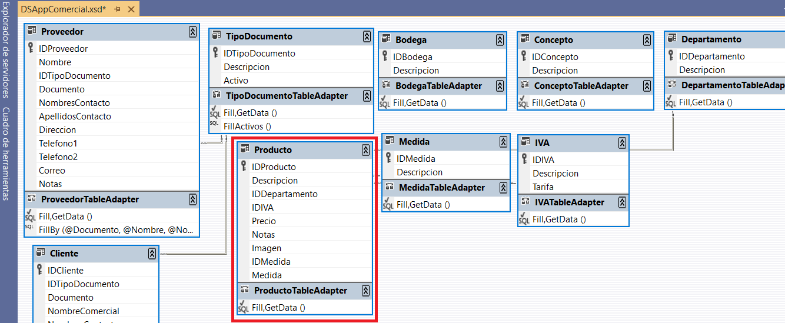 DSAppComercial.xsd*
Explorador de servidores
Cuadro de herramientas
Proveedor
IDProveedor
Nombre
IDTipoDocumento
Documento
NombresContacto
ApellidosContacto
Direccion
Telefono1
Telefono2
Correo
Notas
ProveedorTableAdapter
Fill,GetData ()
FillBy (@Documento, @Nombre, @No...
TipoDocumento
IDTipoDocumento
Descripcion
Activo
TipoDocumentoTableAdapter
Fill,GetData ()
FillActivos ()
Bodega
IDBodega
Descripcion
BodegaTableAdapter
Fill,GetData ()
Concepto
IDConcepto
Descripcion
ConceptoTableAdapter
Fill,GetData ()
Departamento
IDDepartamento
Descripcion
DepartamentoTableAdap
Fill,GetData ()
Producto
IDProducto
Descripcion
IDDepartamento
IDIVA
Precio
Notas
Imagen
IDMedida
Medida
ProductoTableAdapter
Fill,GetData ()
Medida
IDMedida
Descripcion
MedidaTableAdapter
Fill,GetData ()
IVA
IDIVA
Descripcion
Tarifa
IVATableAdapter
Fill,GetData ()
Cliente
IDCliente
IDTipoDocumento
Documento
NombreComercial